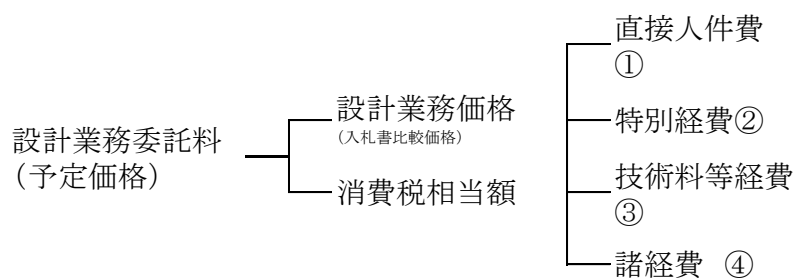 設計業務委託料
(予定価格)
設計業務価格
(入札書比較価格)
消費税相当額
直接人件費
①
特別経費②
技術料等経費
③
諸経費 ④